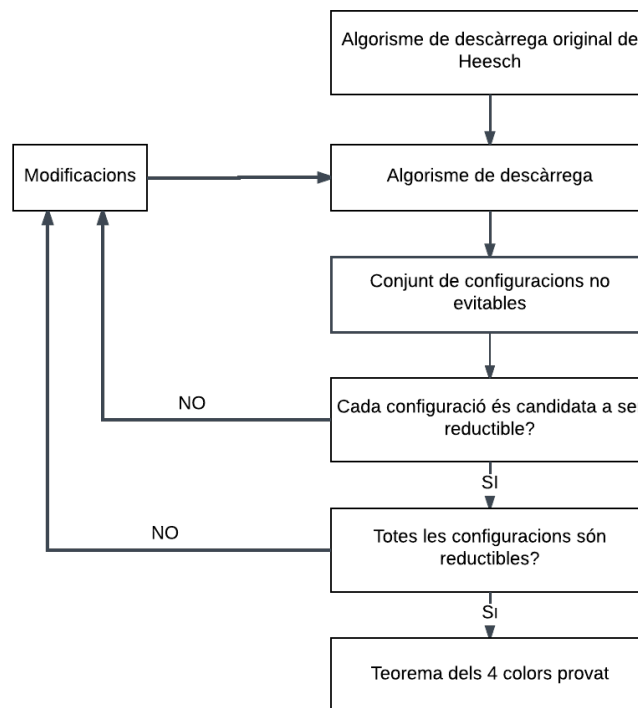 Algorisme de descàrrega original de
Heesch
Modificacions
Algorisme de descàrrega
Conjunt de configuracions no
evitables
NO
Cada configuració és candidata a ser
reductible?
SI
NO
Totes les configuracions són
reductibles?
SI
Teorema dels 4 colors provat